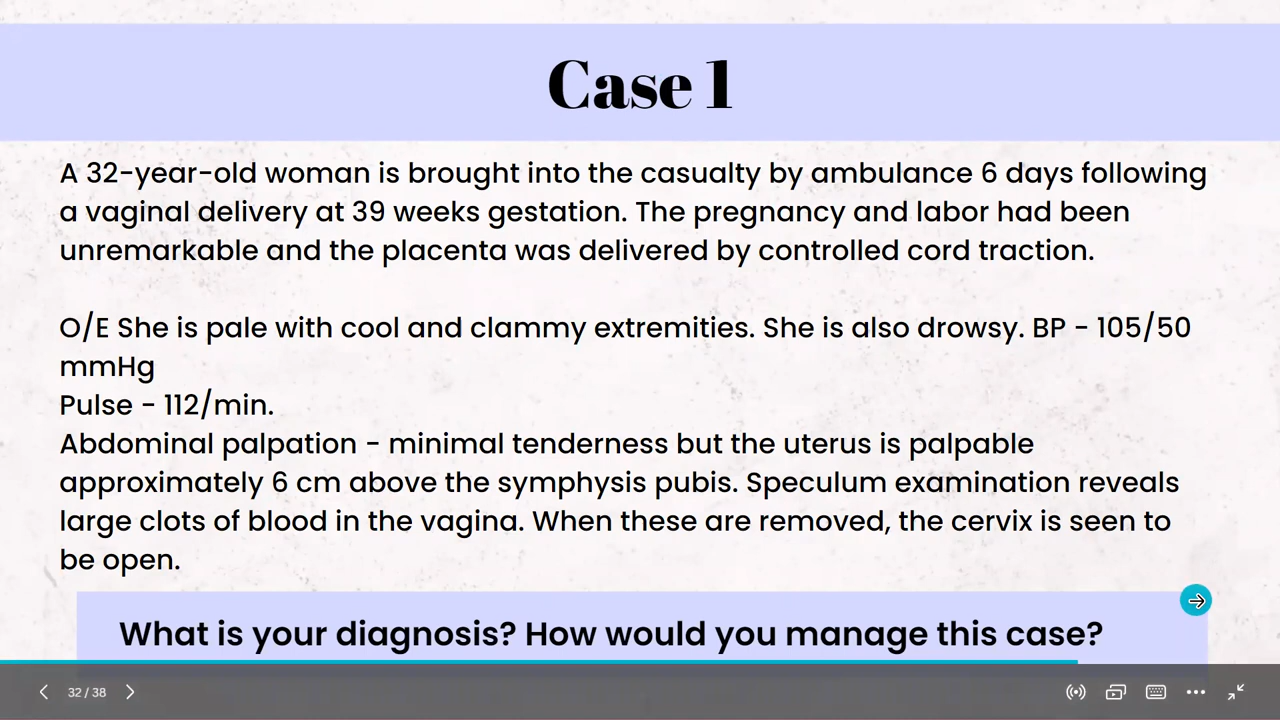 Case 1
A 32-year-old woman is brought into the casualty by ambulance 6 days following
a vaginal delivery at 39 weeks gestation. The pregnancy and labor had been
unremarkable and the placenta was delivered by controlled cord traction.
O/E She is pale with cool and clammy extremities. She is also drowsy. BP - 105/50
mmHg
Pulse - 112/min.
Abdominal palpation - minimal tenderness but the uterus is palpable
approximately 6 cm above the symphysis pubis. Speculum examination reveals
large clots of blood in the vagina. When these are removed, the cervix is seen to
be open.
What is your diagnosis? How would you manage this case?
32 / 38